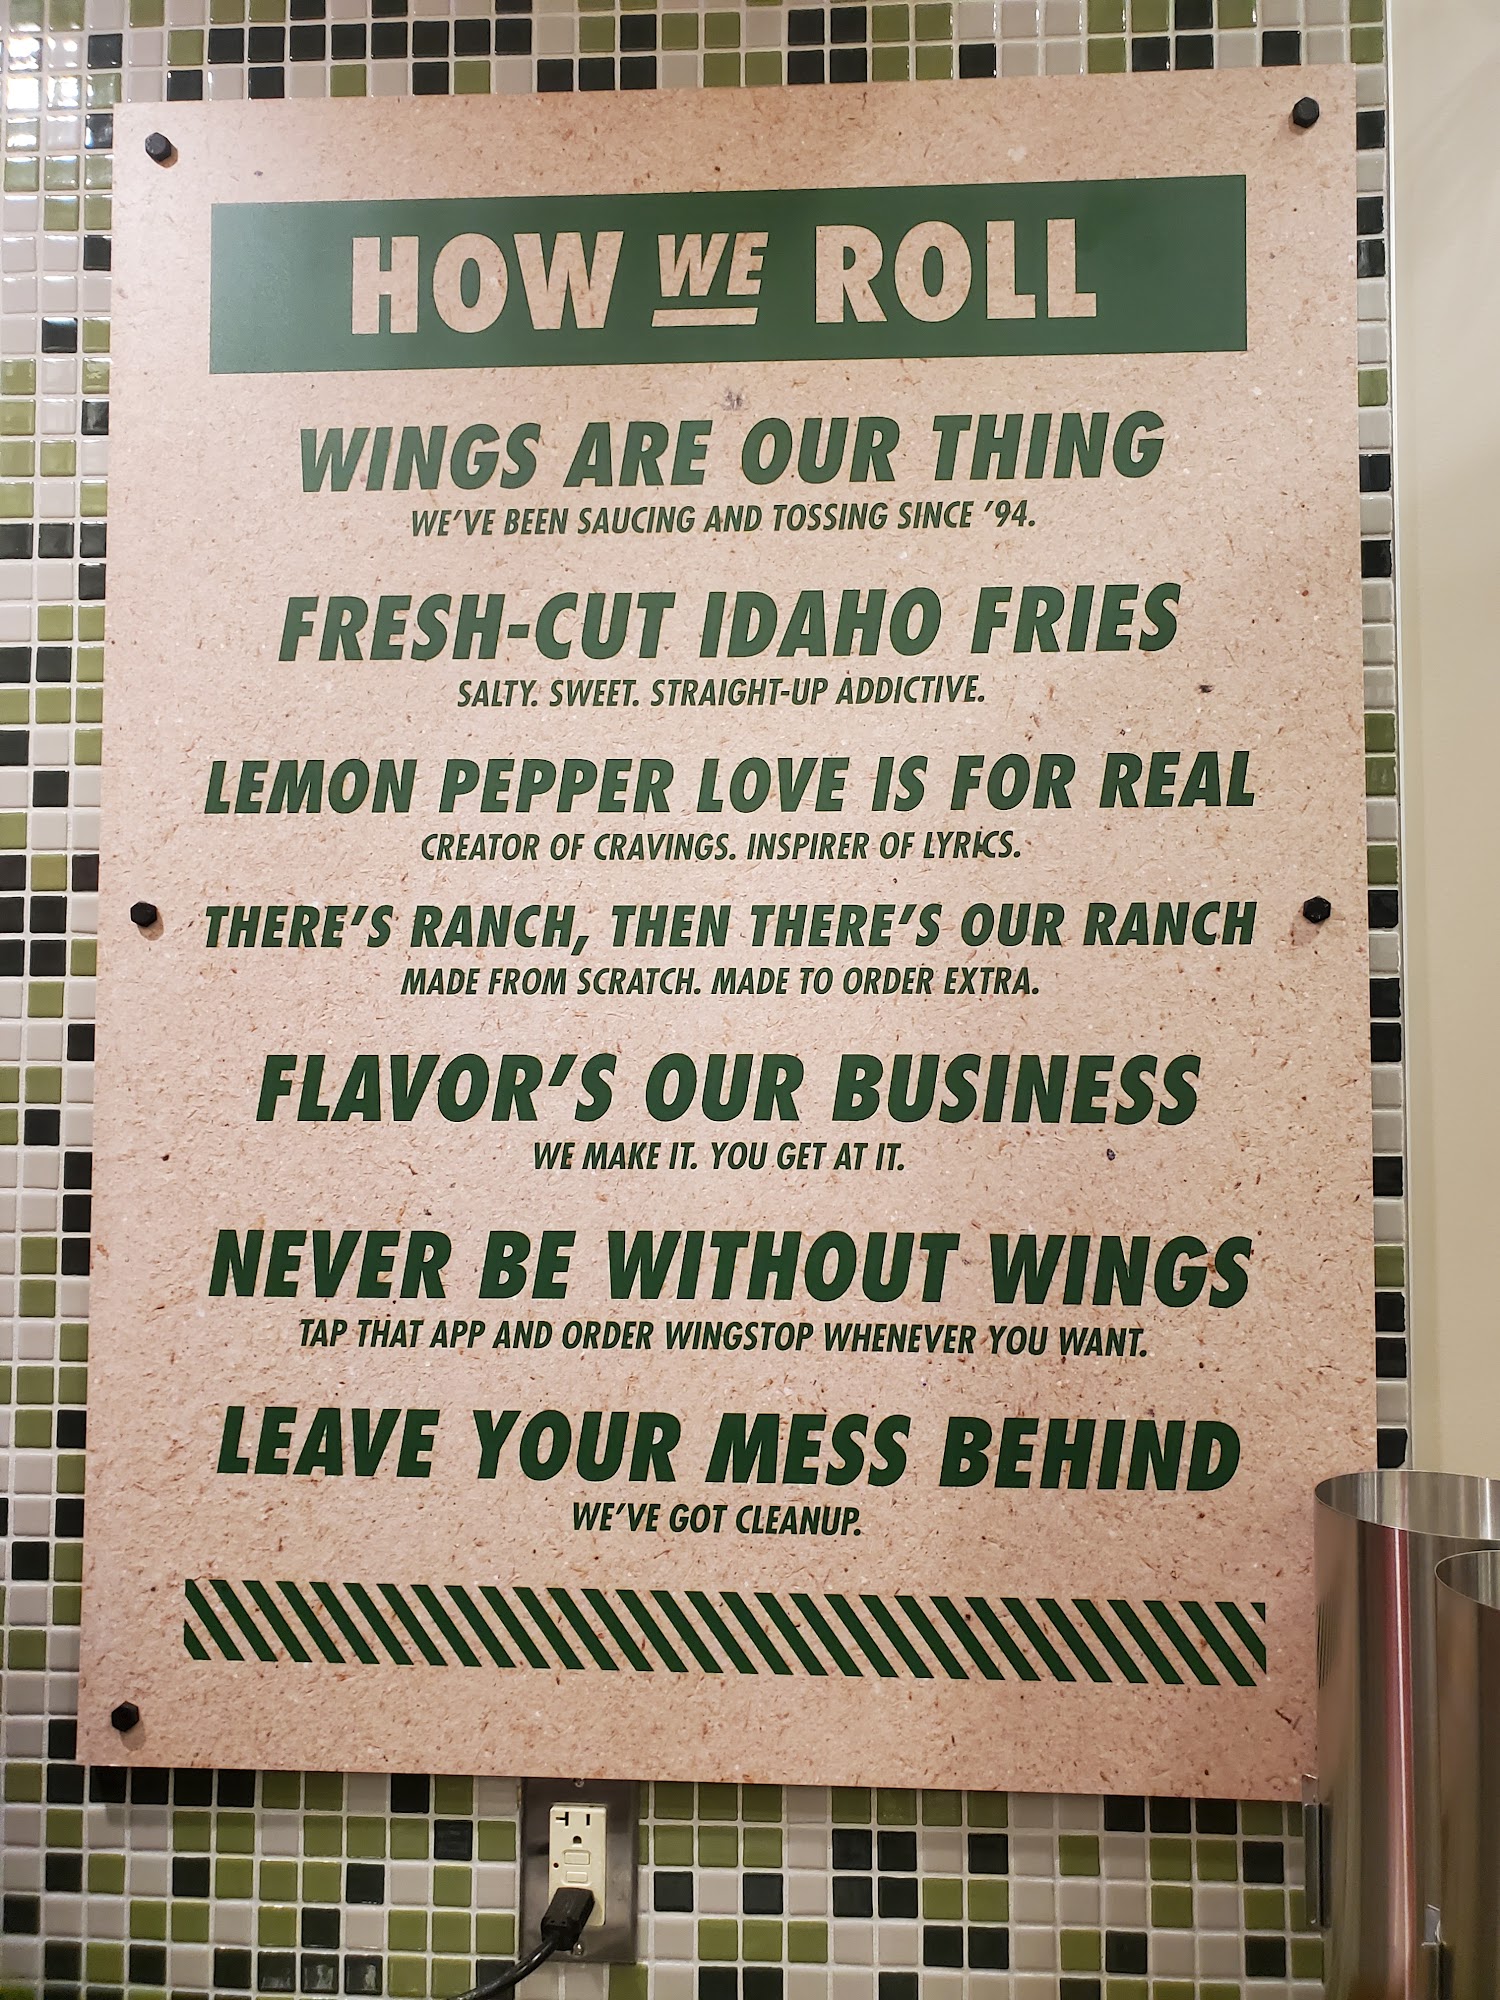 HOW WE ROLL
WINGS ARE OUR THING
WE'VE BEEN SAUCING AND TOSSING SINCE '94.
FRESH-CUT IDAHO FRIES
SALTY. SWEET. STRAIGHT-UP ADDICTIVE.
LEMON PEPPER LOVE IS FOR REAL
CREATOR OF CRAVINGS. INSPIRER OF LYRICS.
THERE'S RANCH, THEN THERE'S OUR RANCH
MADE FROM SCRATCH. MADE TO ORDER EXTRA.
FLAVOR'S OUR BUSINESS
WE MAKE IT. YOU GET AT IT.
NEVER BE WITHOUT WINGS
TAP THAT APP AND ORDER WINGSTOP WHENEVER YOU WANT.
LEAVE YOUR MESS BEHIND
WE'VE GOT CLEANUP.